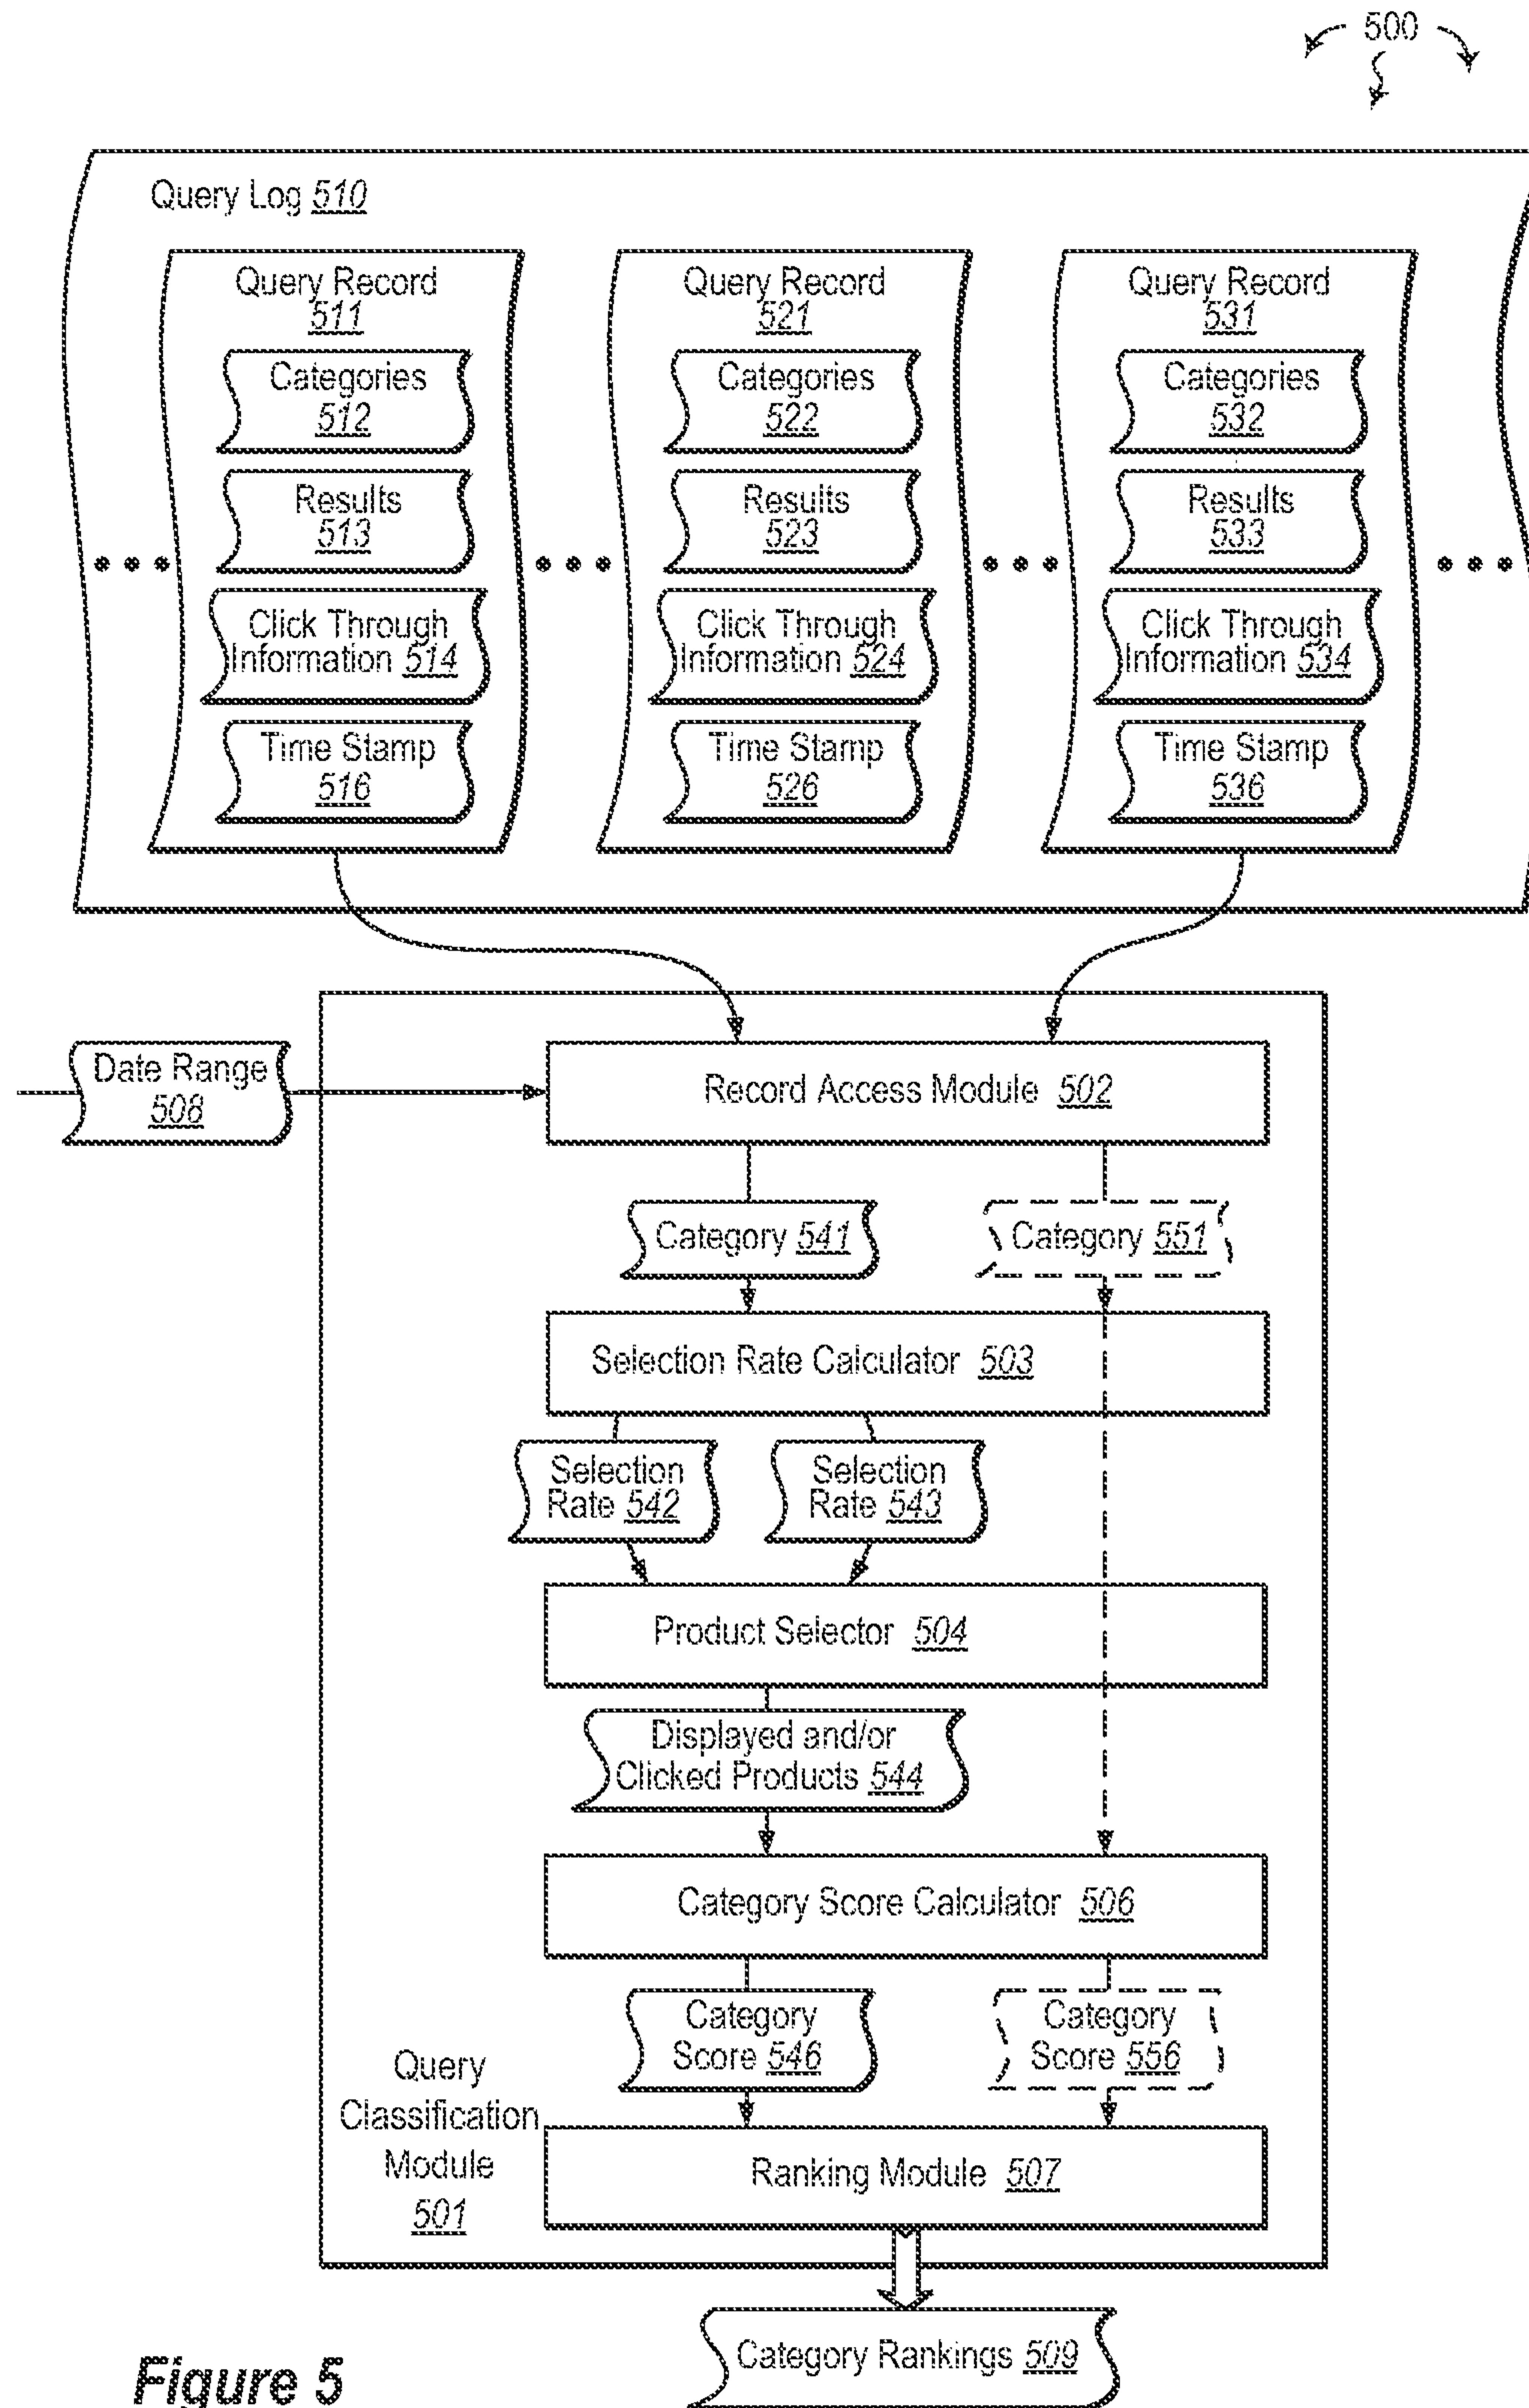 500
Query Log 510
Query Record
511
Categories
512
Results
513
Click Through
Information 514
Time Stamp
516
Query Record
521
Categories
522
Results
523
Click Through
Information 524
Time Stamp
526
Query Record
531
Categories
532
Results
533
Click Through
Information 534
Time Stamp
536
Date Range
508
Record Access Module 502
Category 541
Category 551
Selection Rate Calculator 503
Selection
Rate 542
Selection
Rate 543
Product Selector 504
Displayed and/or
Clicked Products 544
Category Score Calculator 506
Category
Score 546
Category
Score 556
Query
Classification
Module
501
Ranking Module 507
Category Rankings 509
Figure 5